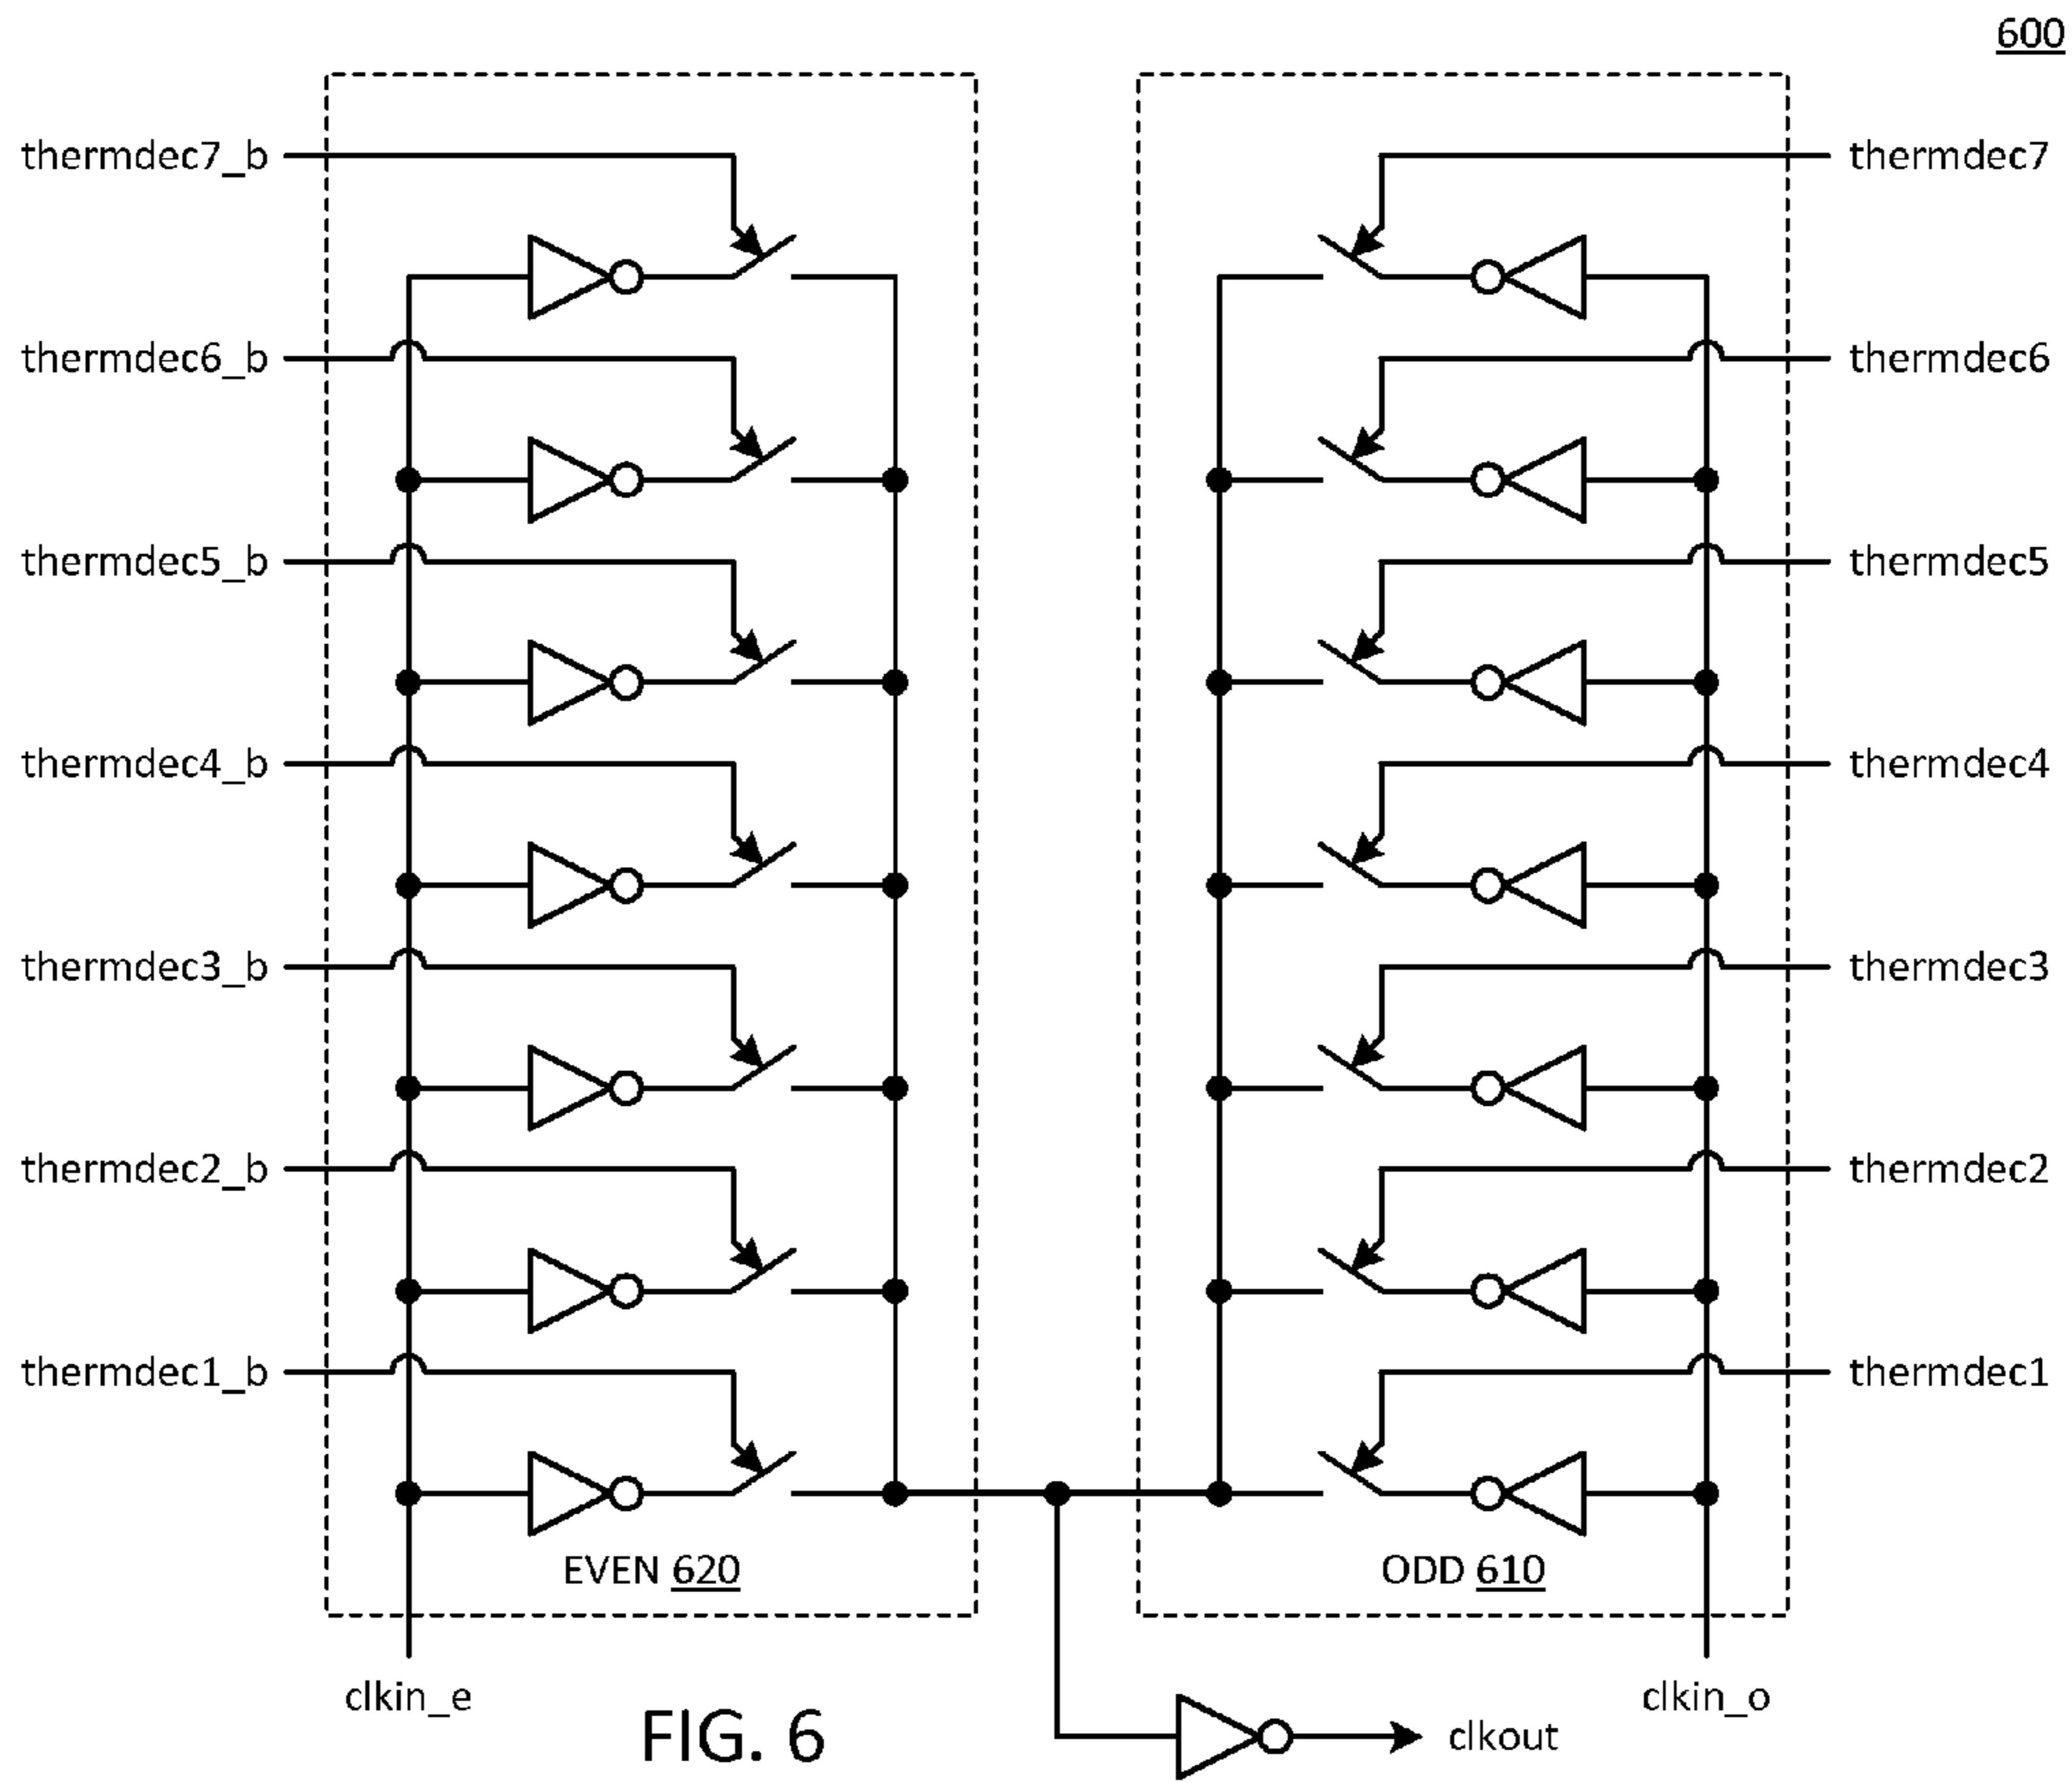 600
thermdec7_b
thermdec7
thermdec6_b
thermdec6
thermdec5_b
thermdec5
thermdec4_b
thermdec4
thermdec3_b
thermdec3
thermdec2_b
thermdec2
thermdec1_b
thermdec1
EVEN 620
ODD 610
clkin_e
clkin_o
FIG. 6
clkout